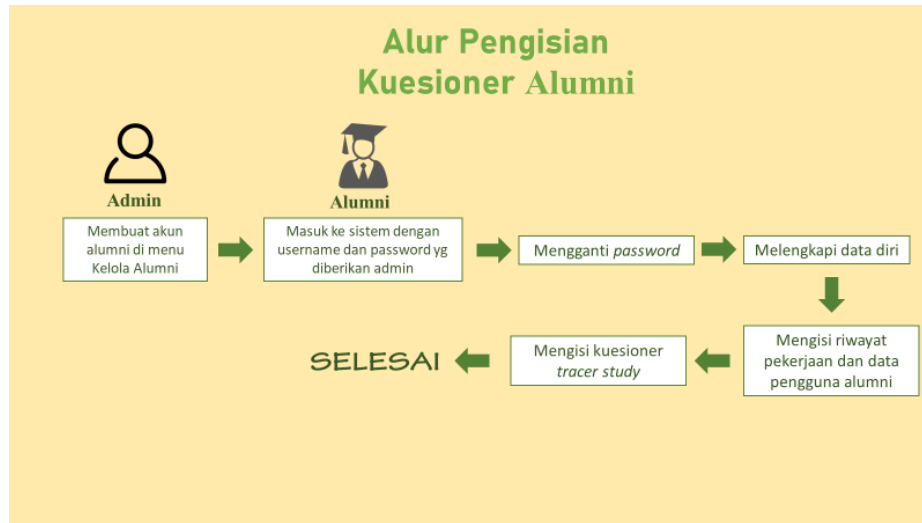 Alur Pengisian
Kuesioner Alumni
Admin
Membuat akun
alumni di menu
Kelola Alumni
Alumni
Masuk ke sistem dengan
username dan password yg
diberikan admin
Mengganti password
Melengkapi data diri
Mengisi riwayat
pekerjaan dan data
pengguna alumni
Mengisi kuesioner
tracer study
SELESAI